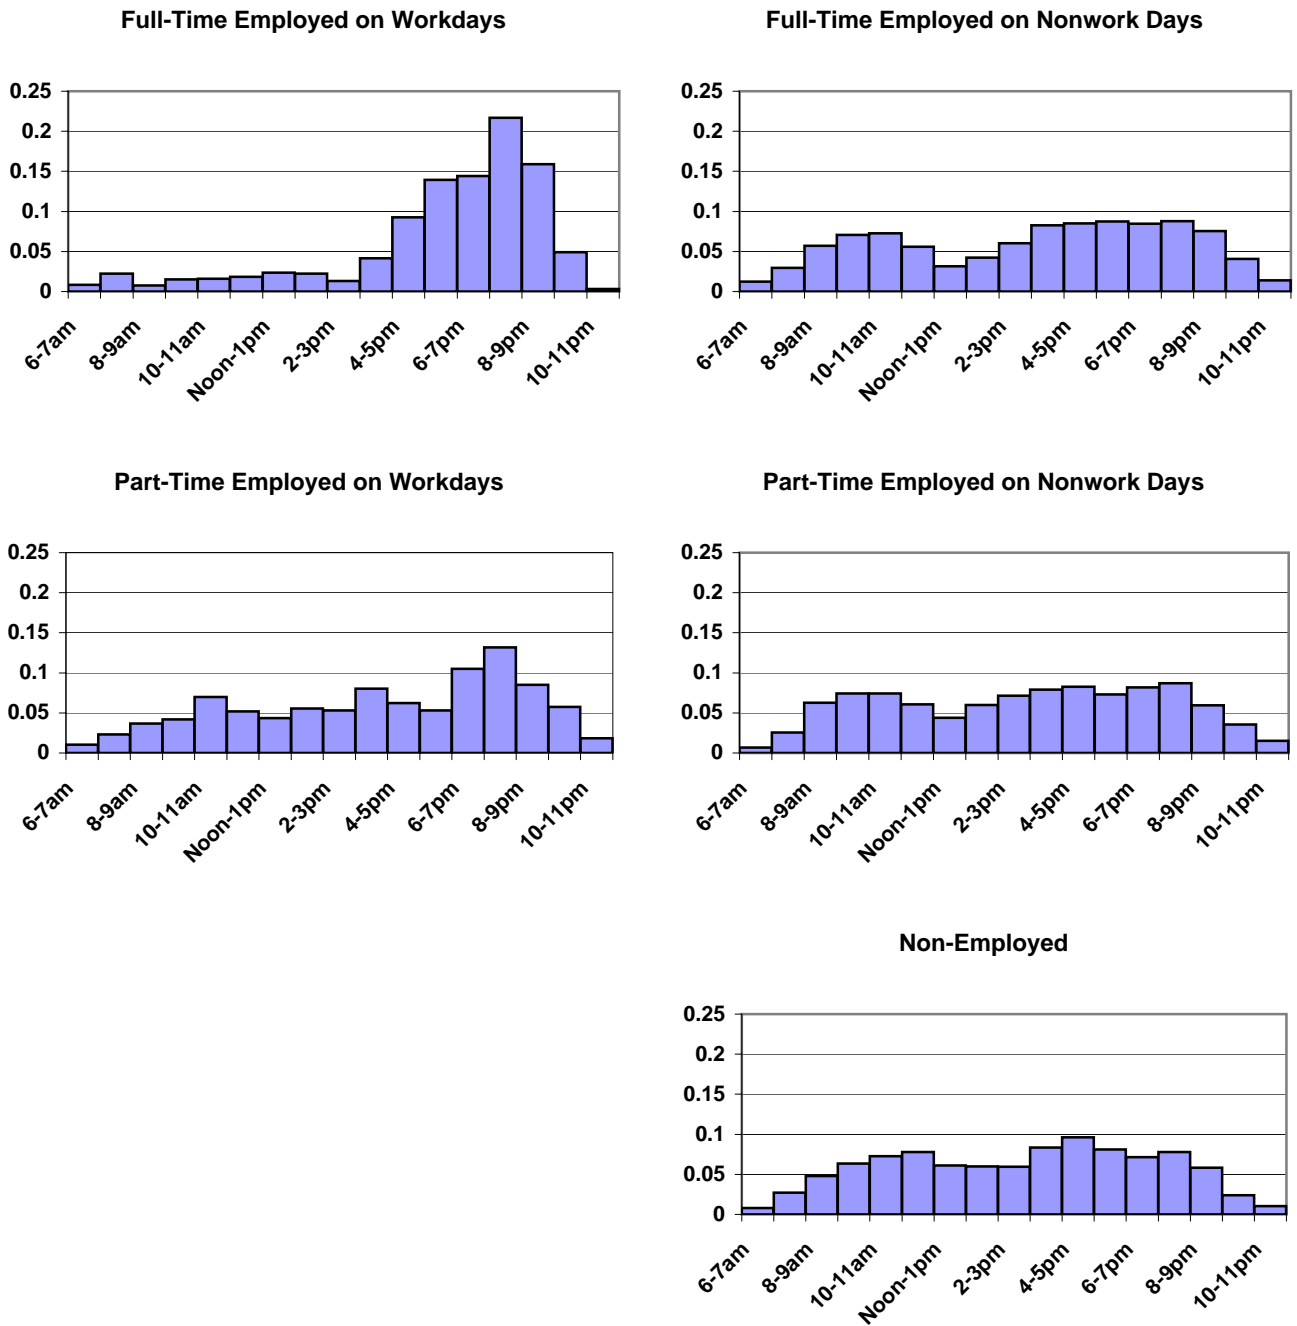 Full-Time Employed on Workdays
0.25
0.2
0.15
0.1
0.05
0
6-7am
8-9am
10-11am
Noon-1pm
2-3pm
4-5pm
6-7pm
8-9pm
10-11pm
Full-Time Employed on Nonwork Days
0.25
0.2
0.15
0.1
0.05
0
6-7am
8-9am
10-11am
Noon-1pm
2-3pm
4-5pm
6-7pm
8-9pm
10-11pm
Part-Time Employed on Workdays
0.25
0.2
0.15
0.1
0.05
0
6-7am
8-9am
10-11am
Noon-1pm
2-3pm
4-5pm
6-7pm
8-9pm
10-11pm
Part-Time Employed on Nonwork Days
0.25
0.2
0.15
0.1
0.05
0
6-7am
8-9am
10-11am
Noon-1pm
2-3pm
4-5pm
6-7pm
8-9pm
10-11pm
Non-Employed
0.25
0.2
0.15
0.1
0.05
0
6-7am
8-9am
10-11am
Noon-1pm
2-3pm
4-5pm
6-7pm
8-9pm
10-11pm